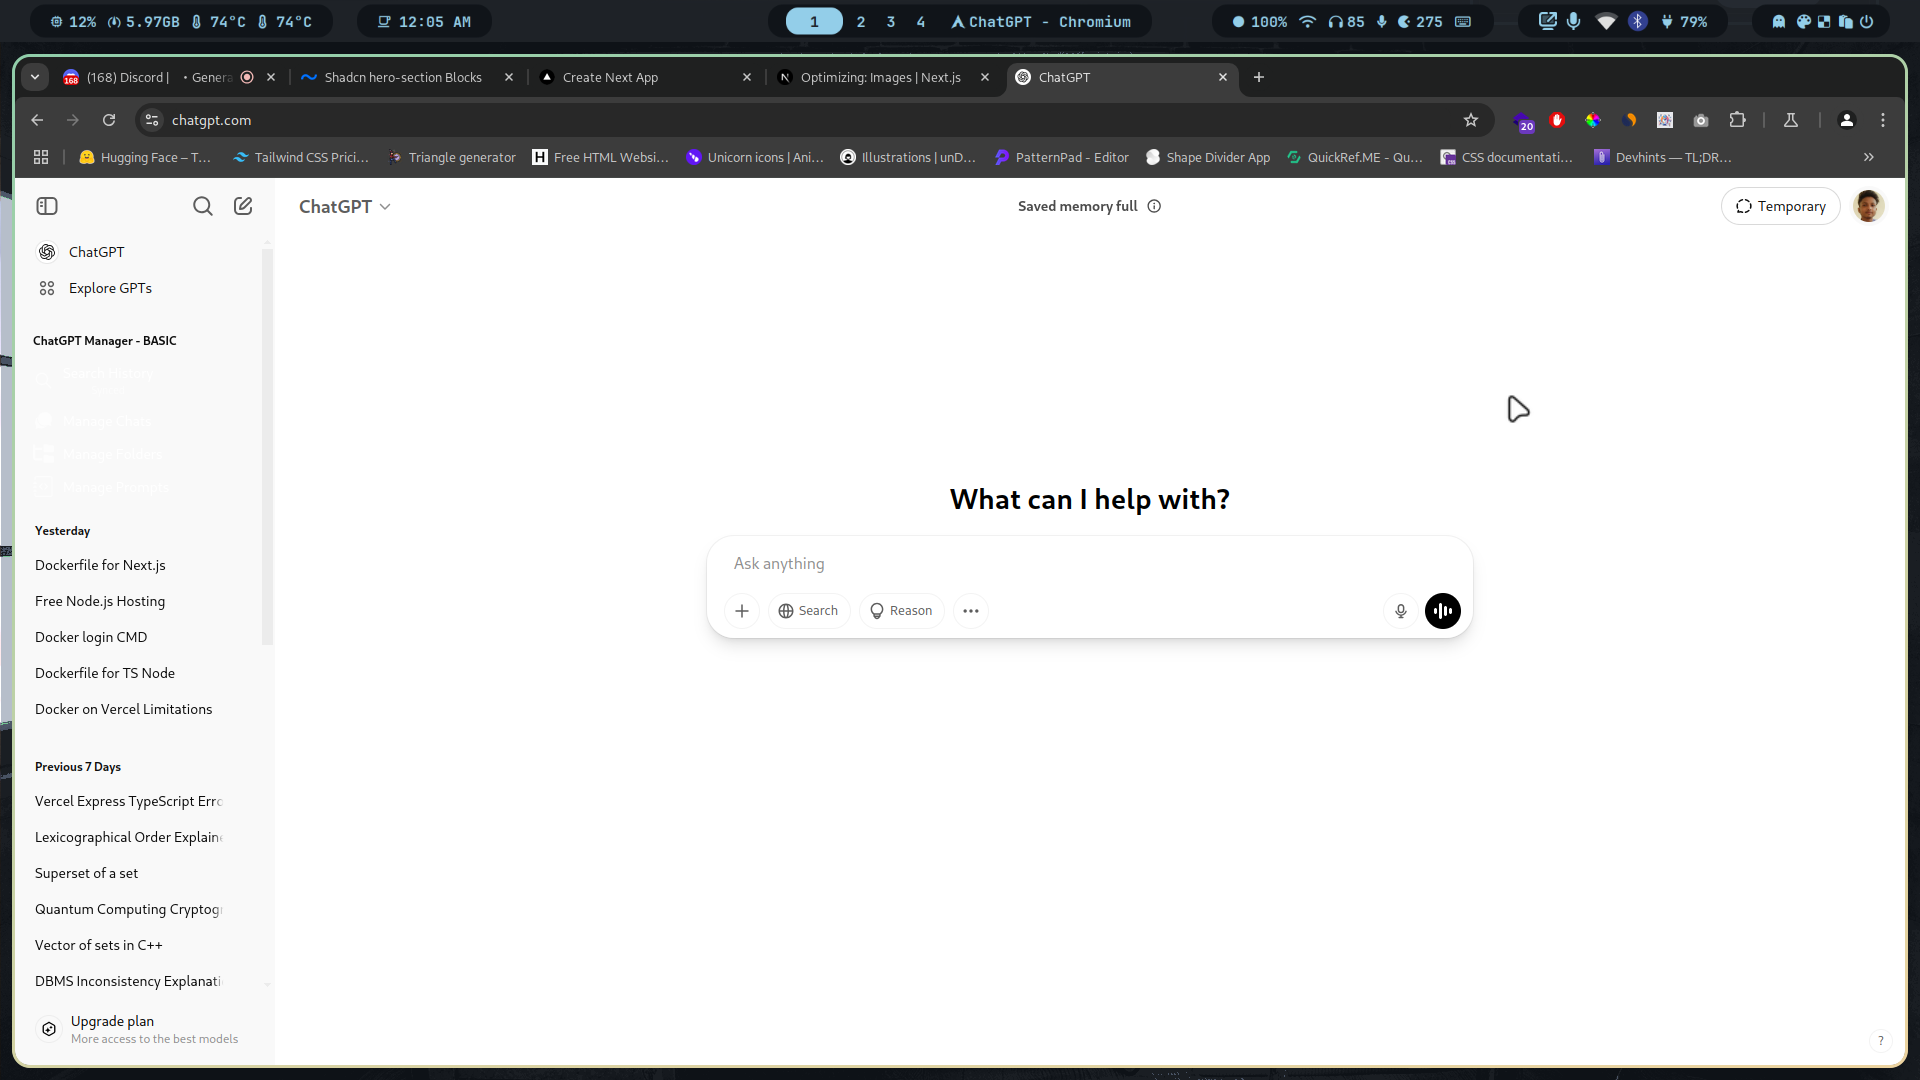 12% 5.97GB 74°C 74°C
12:05 AM
1 2 3 4 ChatGPT - Chromium
100% 85 275
79%
168 (168) Discord | • Genera
Shadcn hero-section Blocks
Create Next App
Optimizing: Images | Next.js
ChatGPT
chatgpt.com
20
Hugging Face – T...
Tailwind CSS Prici...
Triangle generator
Free HTML Websi...
Unicorn icons | Ani...
Illustrations | unD...
PatternPad - Editor
Shape Divider App
QuickRef.ME - Qu...
CSS documentati...
Devhints — TL;DR...
ChatGPT
Saved memory full
Temporary
ChatGPT
Explore GPTs
ChatGPT Manager - BASIC
Search History
Manage Chats
Manage Folders
Manage Prompts
What can I help with?
Ask anything
Search
Reason
Yesterday
Dockerfile for Next.js
Free Node.js Hosting
Docker login CMD
Dockerfile for TS Node
Docker on Vercel Limitations
Previous 7 Days
Vercel Express TypeScript Erro
Lexicographical Order Explaine
Superset of a set
Quantum Computing Cryptog
Vector of sets in C++
DBMS Inconsistency Explanati
Upgrade plan
More access to the best models
?